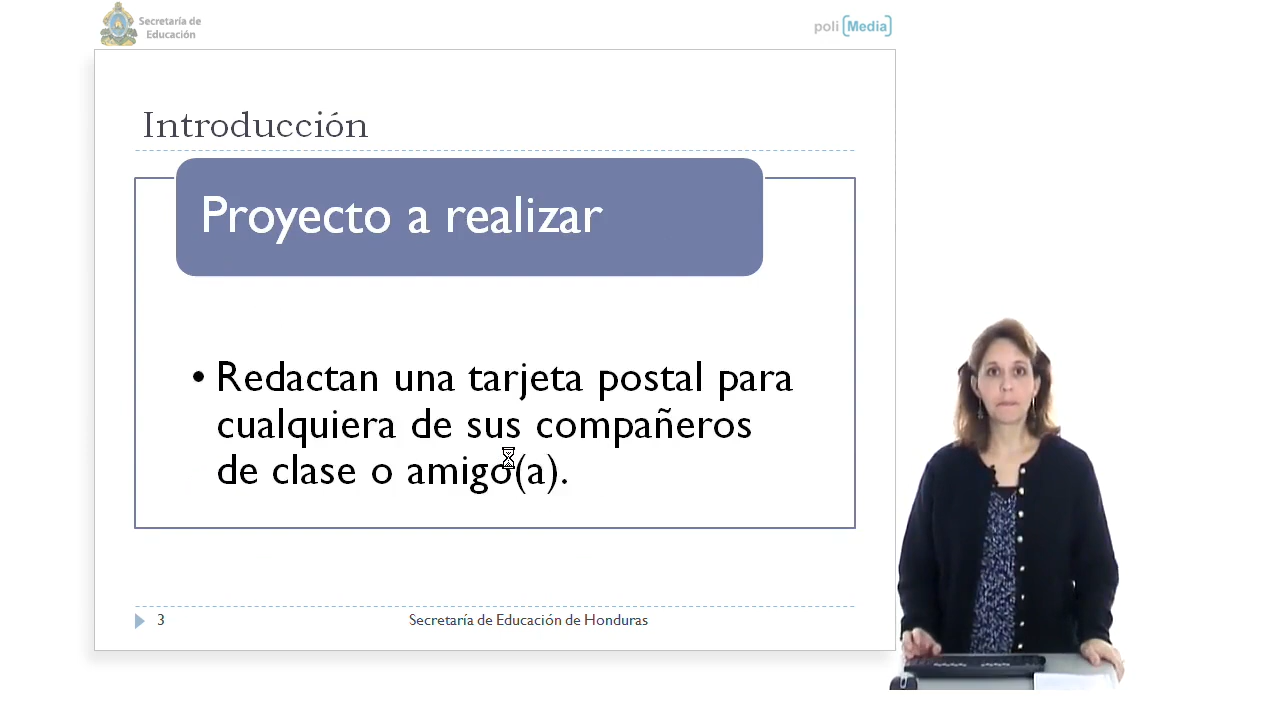 Secretaría de
Educación
poli [Media]
Introducción
Proyecto a realizar
• Redactan una tarjeta postal para
cualquiera de sus compañeros
de clase o amigo(a).
3
Secretaría de Educación de Honduras